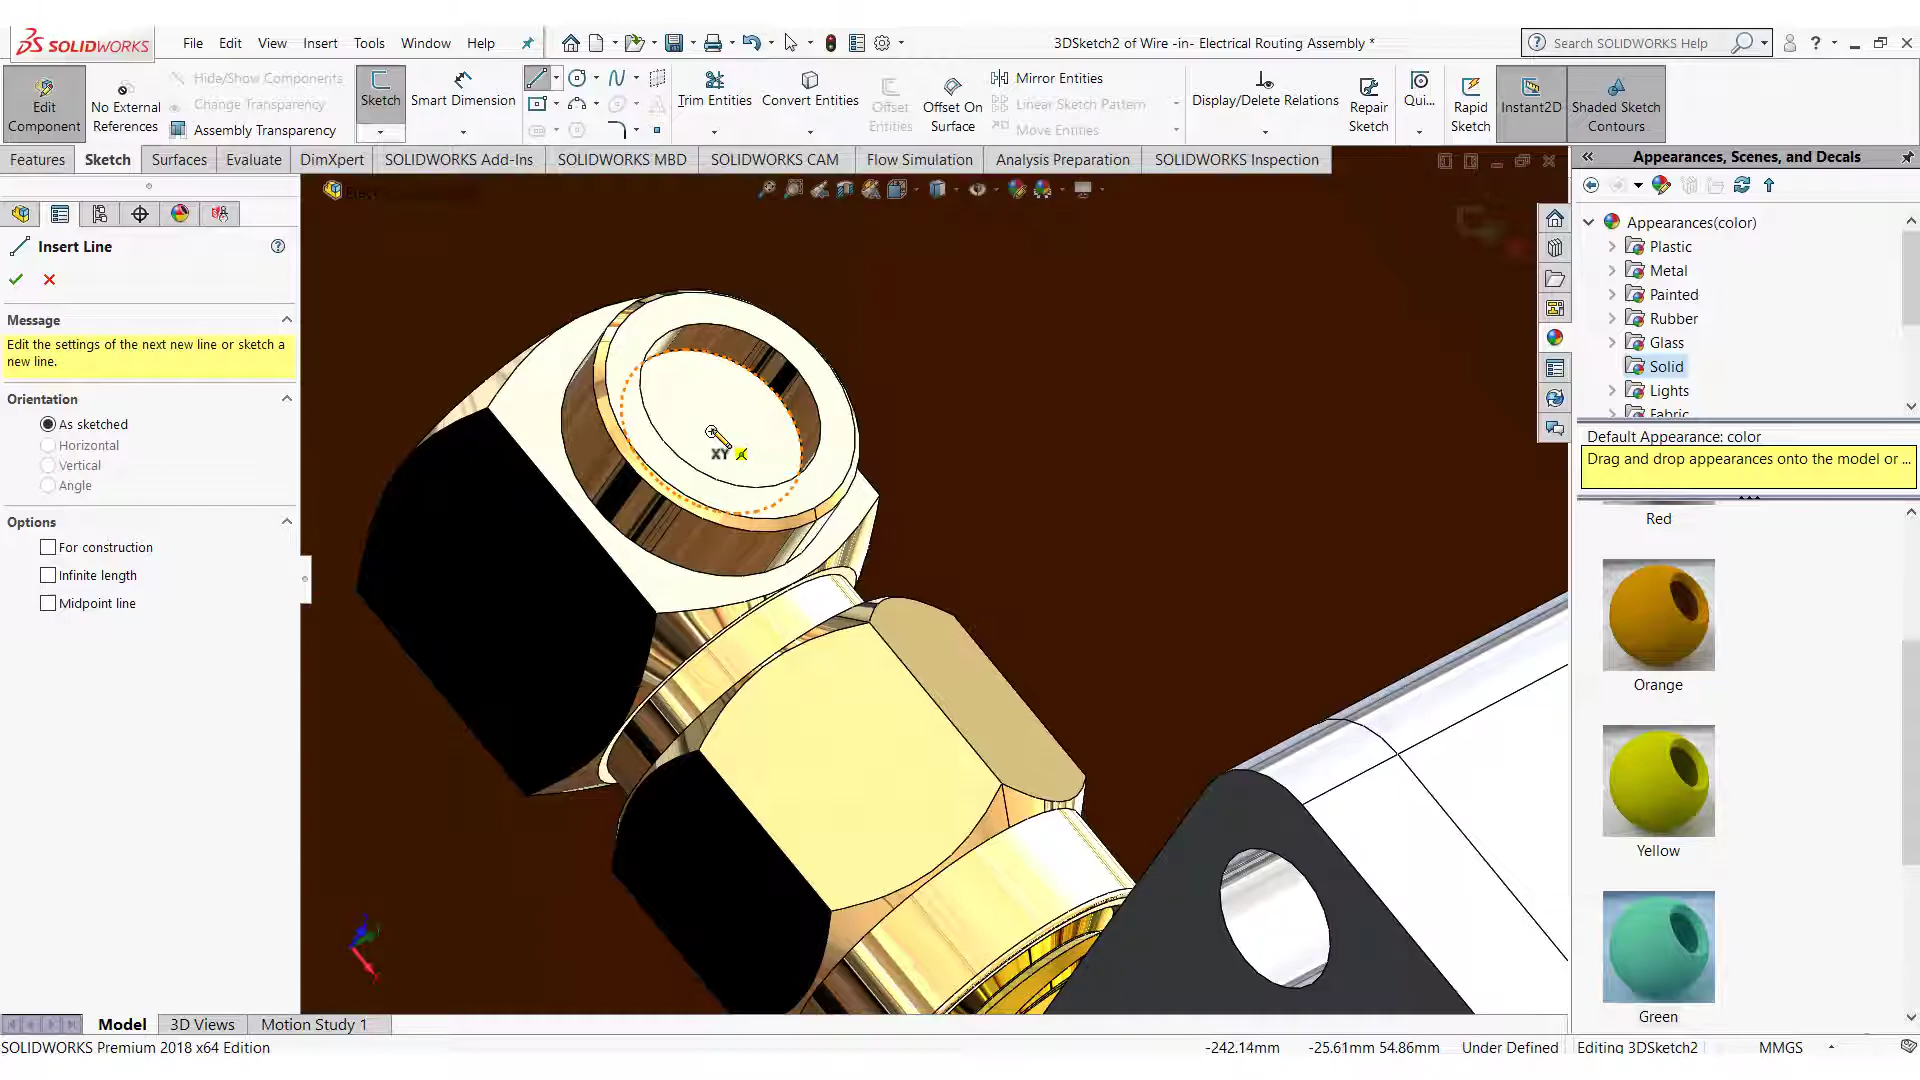 SOLIDWORKS
File Edit View Insert Tools Window Help
3DSketch2 of Wire -in- Electrical Routing Assembly *
Search SOLIDWORKS Help
Edit Component
No External References
Hide/Show Components
Change Transparency
Assembly Transparency
Sketch
Smart Dimension
Trim Entities
Convert Entities
Offset Entities
Offset On Surface
Mirror Entities
Linear Sketch Pattern
Move Entities
Display/Delete Relations
Repair Sketch
Qui...
Rapid Sketch
Instant2D
Shaded Sketch Contours
Features Sketch Surfaces Evaluate DimXpert SOLIDWORKS Add-Ins SOLIDWORKS MBD SOLIDWORKS CAM Flow Simulation Analysis Preparation SOLIDWORKS Inspection
Insert Line
Message
Edit the settings of the next new line or sketch a
new line.
Orientation
As sketched
Horizontal
Vertical
Angle
Options
For construction
Infinite length
Midpoint line
XY
Appearances, Scenes, and Decals
Appearances(color)
Plastic
Metal
Painted
Rubber
Glass
Solid
Lights
Fabric
Default Appearance: color
Drag and drop appearances onto the model or ...
Red
Orange
Yellow
Green
Model 3D Views Motion Study 1
SOLIDWORKS Premium 2018 x64 Edition
-242.14mm -25.61mm 54.86mm Under Defined Editing 3DSketch2 MMGS